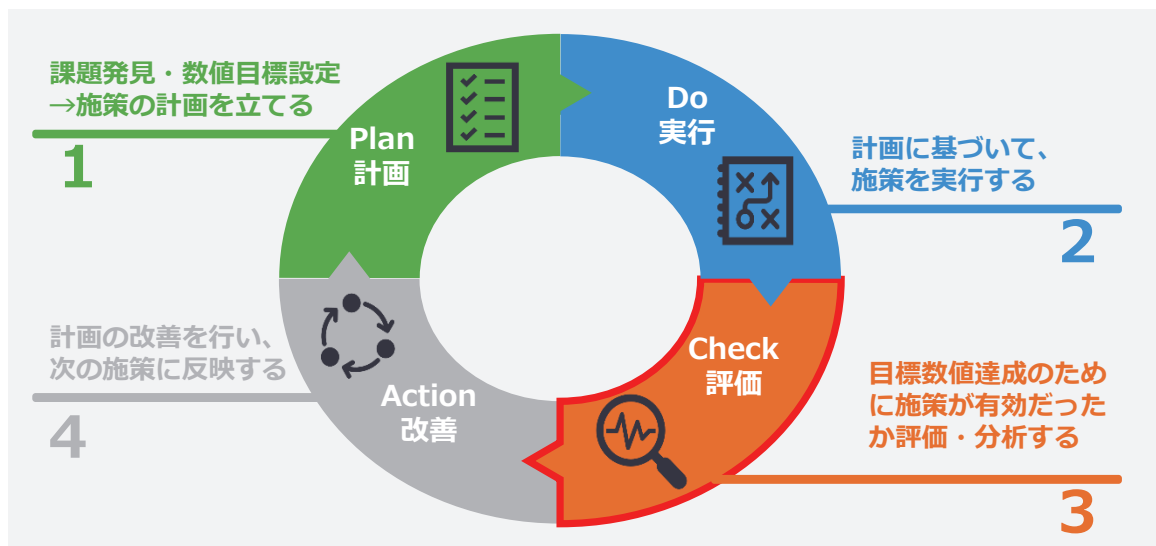 課題発見・数値目標設定
→施策の計画を立てる
1
Plan
計画
Do
実行
計画に基づいて、
施策を実行する
2
Check
評価
目標数値達成のため
に施策が有効だった
か評価・分析する
3
Action
改善
計画の改善を行い、
次の施策に反映する
4